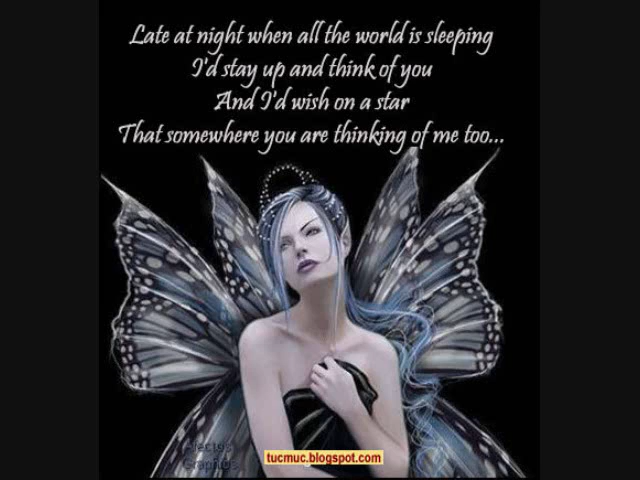 Late at night when all the world is sleeping
I'd stay up and think of you
And I'd wish on a star
That somewhere you are thinking of me too...
Graphics
tucmuc.blogspot.com